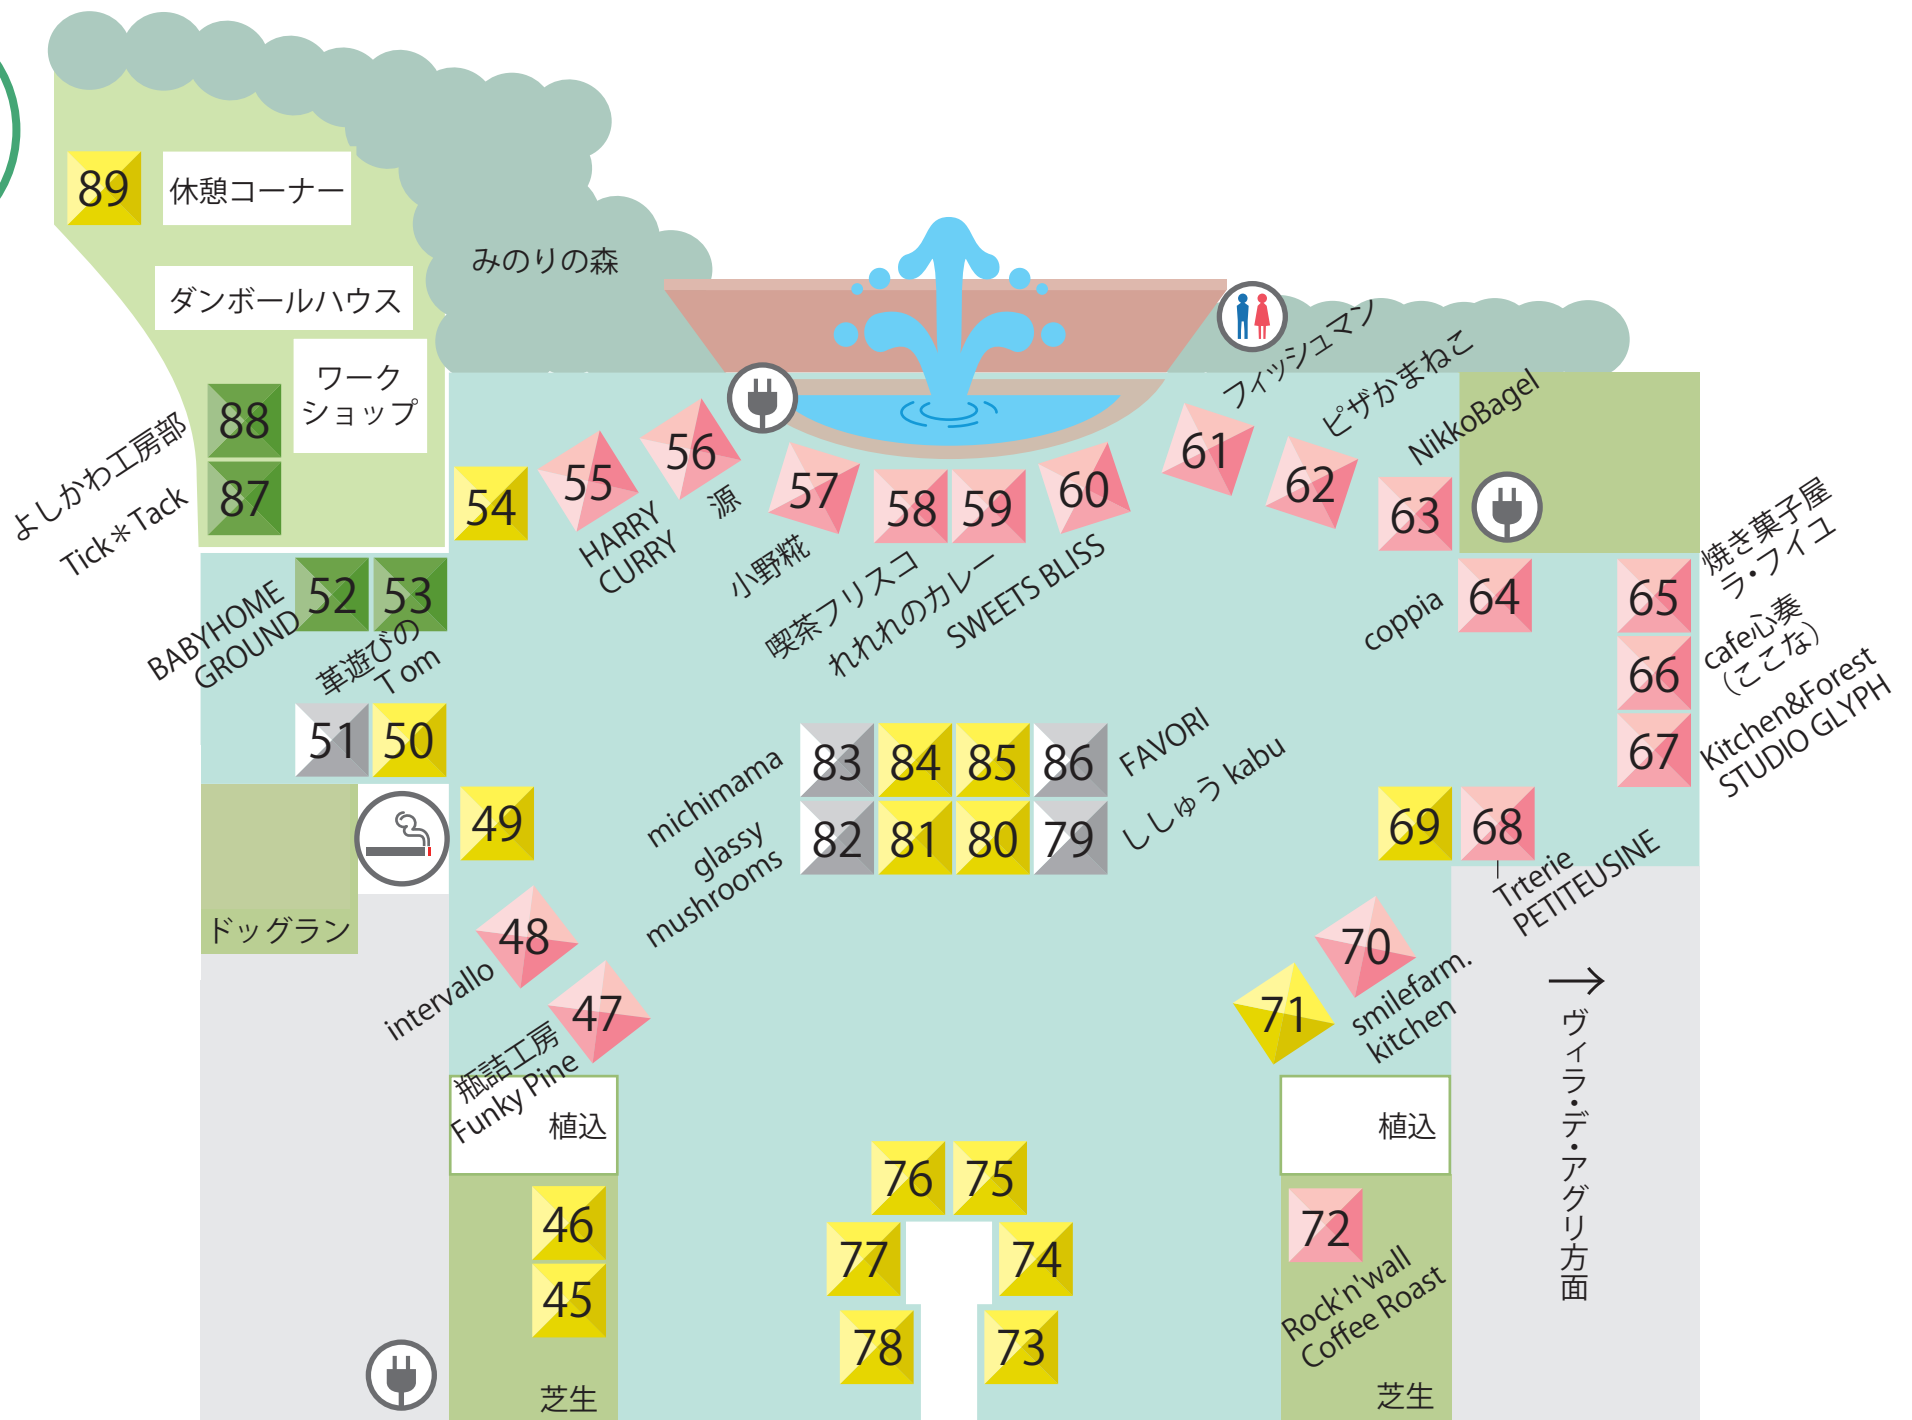 89
休憩コーナー
みのりの森
ダンボールハウス
ワーク
ショップ
88
よしかわ工房部
87
Tick＊Tack
54
55
HARRY
CURRY
56
源
57
小野糀
58
喫茶フリスコ
59
れれれのカレー
60
SWEETS BLISS
61
フィッシュマン
62
ピザかまねこ
63
NikkoBagel
64
coppia
65
焼き菓子屋
ラ・フイユ
66
cafe心奏
（ここな）
67
Kitchen&Forest
STUDIO GLYPH
52
BABYHOME
GROUND
53
革遊びの
Tom
51
50
49
83
84
85
86
michimama
FAVORI
82
81
80
79
glassy
mushrooms
ししゅう kabu
69
68
Trterie
PETITEUSINE
ドッグラン
48
intervallo
47
瓶詰工房
Funky Pine
70
smilefarm.
kitchen
71
→
ヴィラ・デ・アグリ方面
植込
植込
46
45
芝生
76
75
77
74
78
73
72
Rock'n'wall
Coffee Roast
芝生